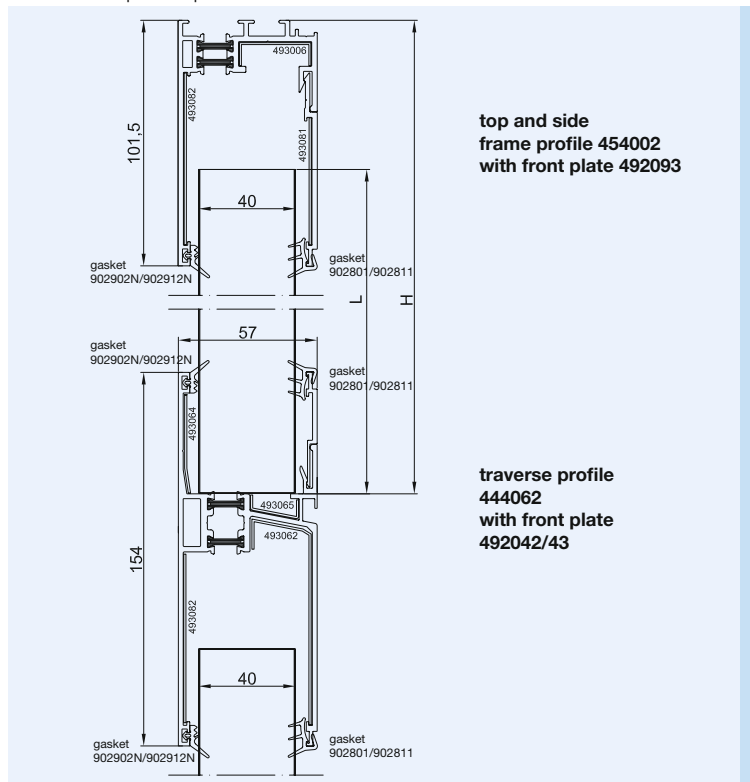 493006
493082
493081
101,5
top and side
frame profile 454002
with front plate 492093
40
gasket
902902N/902912N
gasket
902801/902811
L
H
57
gasket
902902N/902912N
gasket
902801/902811
493064
traverse profile
444062
with front plate
492042/43
493065
493062
154
493082
40
gasket
902902N/902912N
gasket
902801/902811